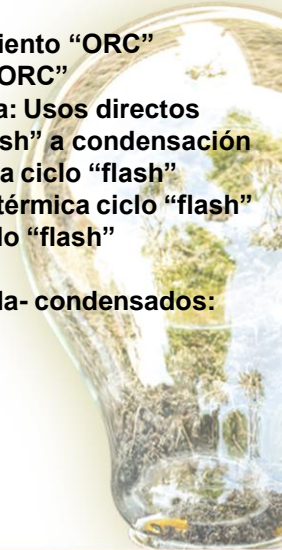 iento “ORC”
ORC”
a: Usos directos
sh” a condensación
a ciclo “flash”
térmica ciclo “flash”
lo “flash”
da- condensados: